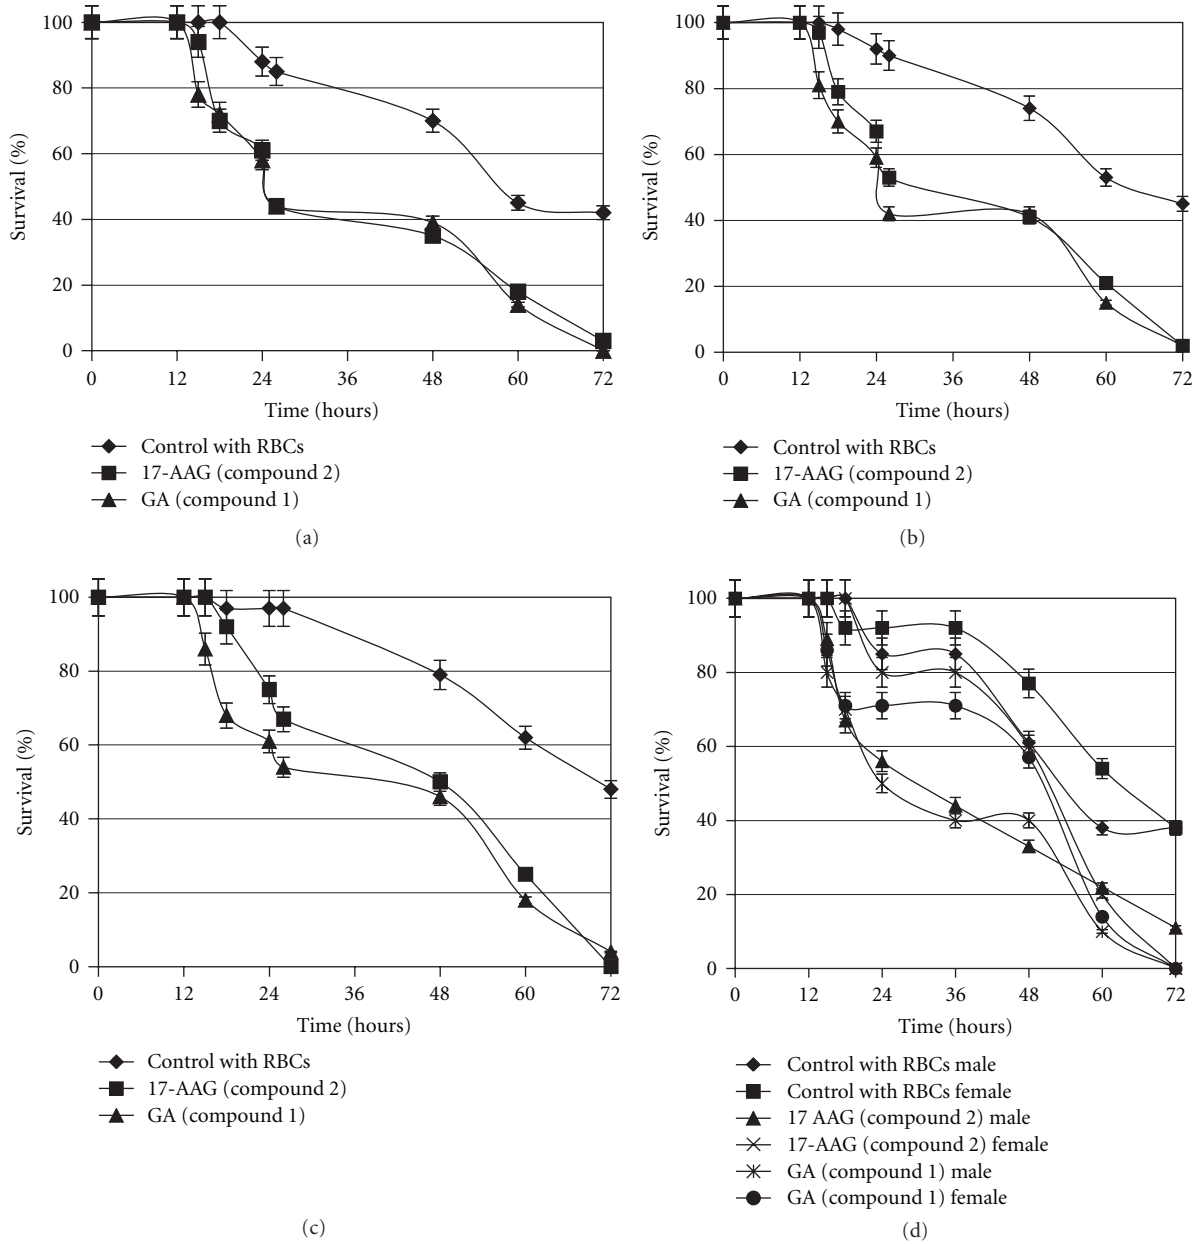 100
80
60
40
20
0
Survival (%)
0 12 24 36 48 60 72
Time (hours)
Control with RBCs
17-AAG (compound 2)
GA (compound 1)
(a)
100
80
60
40
20
0
Survival (%)
0 12 24 36 48 60 72
Time (hours)
Control with RBCs
17-AAG (compound 2)
GA (compound 1)
(b)
100
80
60
40
20
0
Survival (%)
0 12 24 36 48 60 72
Time (hours)
Control with RBCs
17-AAG (compound 2)
GA (compound 1)
(c)
100
80
60
40
20
0
Survival (%)
0 12 24 36 48 60 72
Time (hours)
Control with RBCs male
Control with RBCs female
17 AAG (compound 2) male
17-AAG (compound 2) female
GA (compound 1) male
GA (compound 1) female
(d)